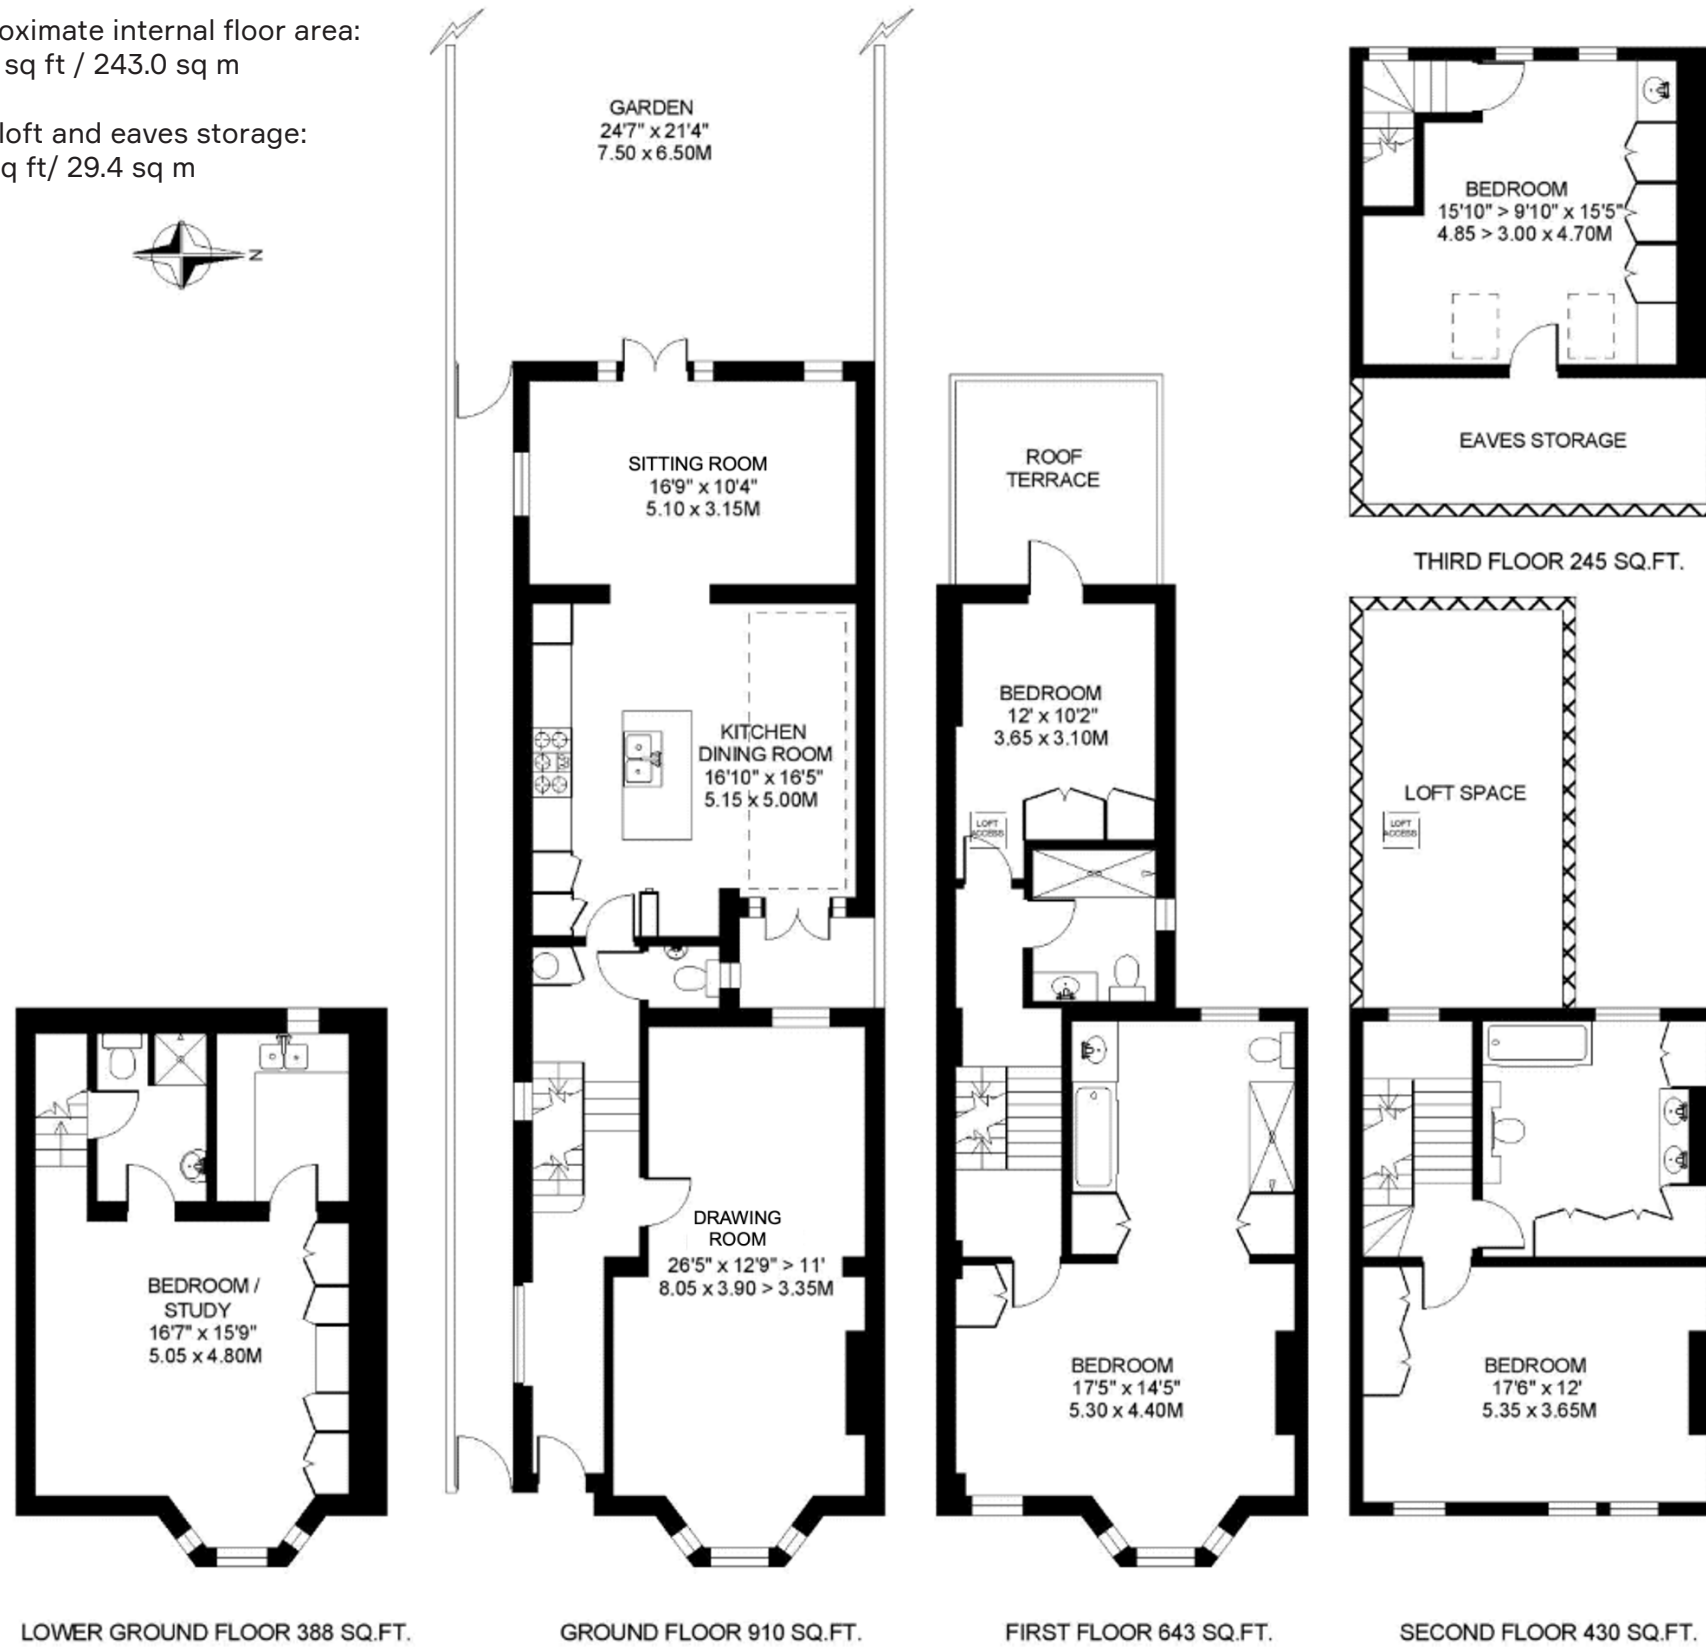 oximate internal floor area:
sq ft / 243.0 sq m
loft and eaves storage:
q ft/ 29.4 sq m
N
GARDEN
24'7" x 21'4"
7.50 x 6.50M
SITTING ROOM
16'9" x 10'4"
5.10 x 3.15M
KITCHEN
DINING ROOM
16'10" x 16'5"
5.15 x 5.00M
DRAWING
ROOM
26'5" x 12'9" > 11'
8.05 x 3.90 > 3.35M
BEDROOM /
STUDY
16'7" x 15'9"
5.05 x 4.80M
ROOF
TERRACE
BEDROOM
12' x 10'2"
3.65 x 3.10M
LOFT
ACCESS
BEDROOM
17'5" x 14'5"
5.30 x 4.40M
BEDROOM
15'10" > 9'10" x 15'5"
4.85 > 3.00 x 4.70M
EAVES STORAGE
THIRD FLOOR 245 SQ.FT.
LOFT SPACE
LOFT
ACCESS
BEDROOM
17'6" x 12'
5.35 x 3.65M
LOWER GROUND FLOOR 388 SQ.FT.
GROUND FLOOR 910 SQ.FT.
FIRST FLOOR 643 SQ.FT.
SECOND FLOOR 430 SQ.FT.